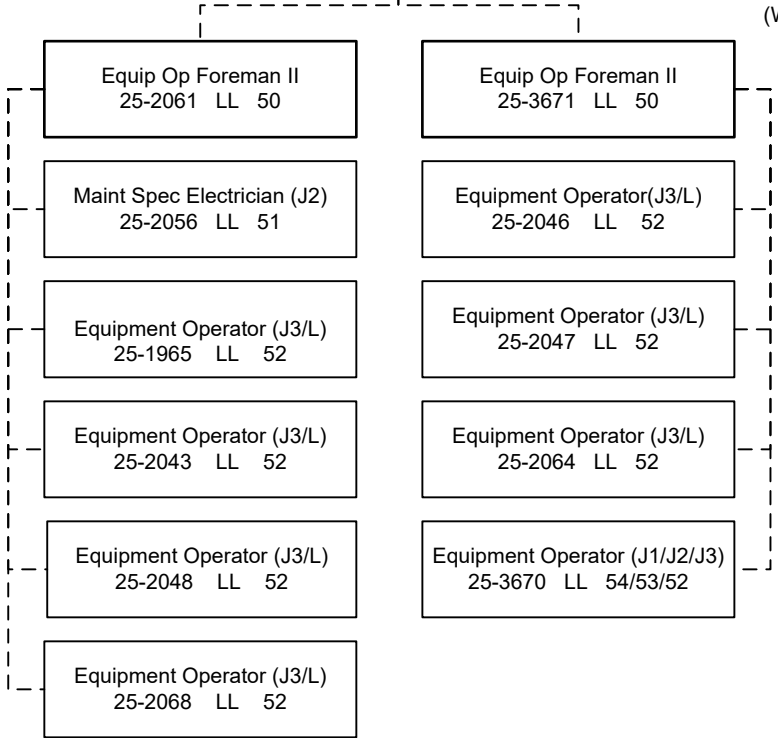 (W
Equip Op Foreman II
25-2061 LL 50
Maint Spec Electrician (J2)
25-2056 LL 51
Equipment Operator (J3/L)
25-1965 LL 52
Equipment Operator (J3/L)
25-2043 LL 52
Equipment Operator (J3/L)
25-2048 LL 52
Equipment Operator (J3/L)
25-2068 LL 52
Equip Op Foreman II
25-3671 LL 50
Equipment Operator(J3/L)
25-2046 LL 52
Equipment Operator (J3/L)
25-2047 LL 52
Equipment Operator (J3/L)
25-2064 LL 52
Equipment Operator (J1/J2/J3)
25-3670 LL 54/53/52